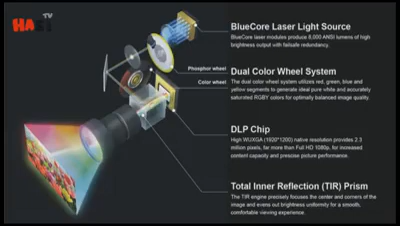 HAK! TV
BlueCore Laser Light Source
BlueCore laser modules produce 8,000 ANSI lumens of high
brightness output with failsafe redundancy.
Phosphor wheel
Dual Color Wheel System
Color wheel
The dual color wheel system utilizes red, green, blue and
yellow segments to generate ideal pure white and accurately
saturated RGBY colors for optimally balanced image quality.
DLP Chip
High WUXGA (1920*1200) native resolution provides 2.3
million pixels, far more than Full HD 1080p, for increased
content capacity and precise picture performance.
Total Inner Reflection (TIR) Prism
The TIR engine precisely focuses the center and corners of the
image and evens out brightness uniformity for a smooth,
comfortable viewing experience.